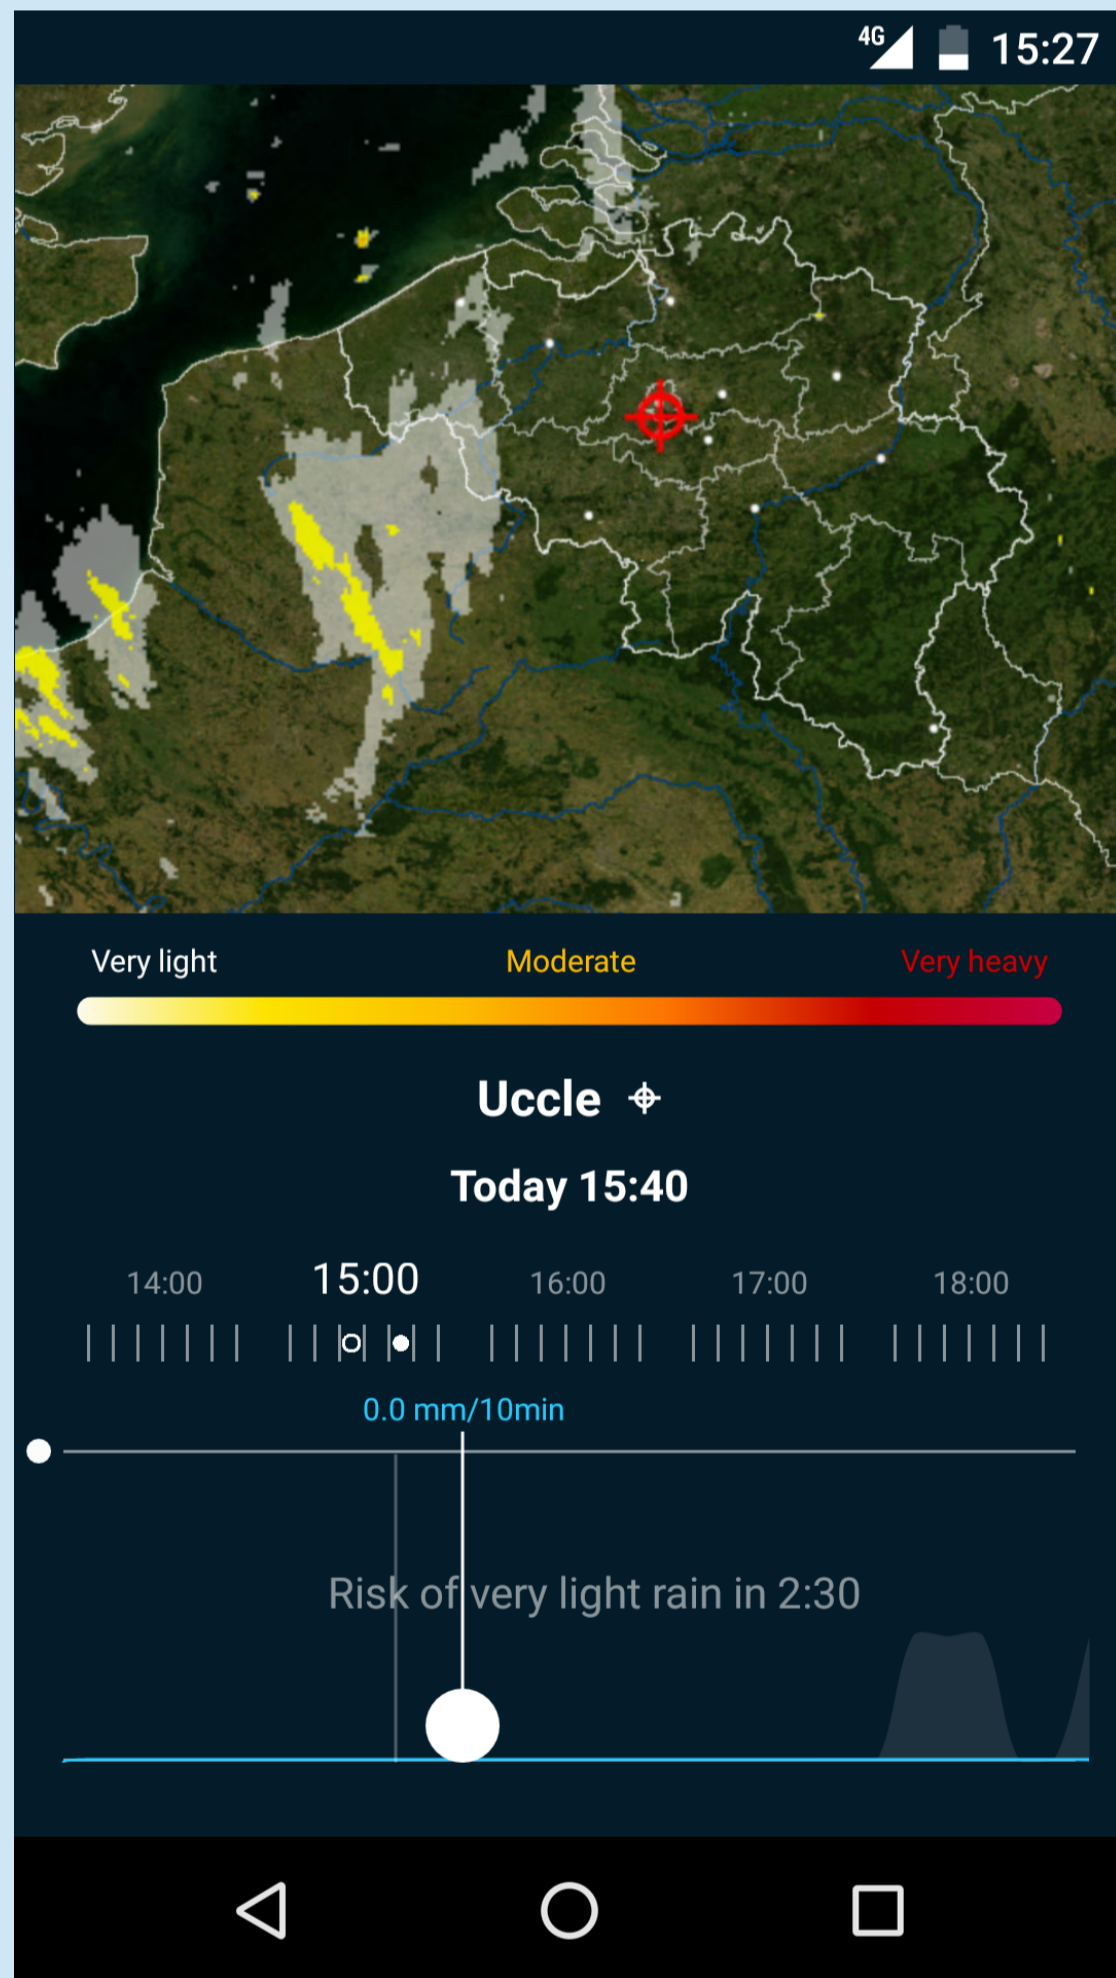 4G 15:27
Very light Moderate Very heavy
Uccle
Today 15:40
14:00 15:00 16:00 17:00 18:00
0.0 mm/10min
Risk of very light rain in 2:30